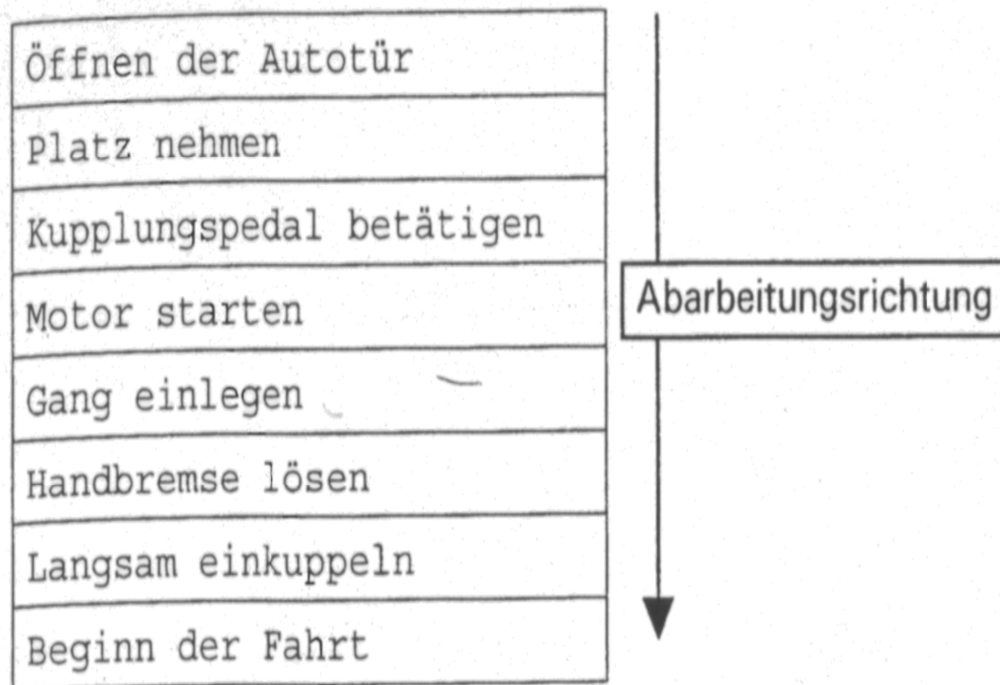 Öffnen der Autotür
Platz nehmen
Kupplungspedal betätigen
Motor starten
Gang einlegen
Handbremse lösen
Langsam einkuppeln
Beginn der Fahrt
Abarbeitungsrichtung